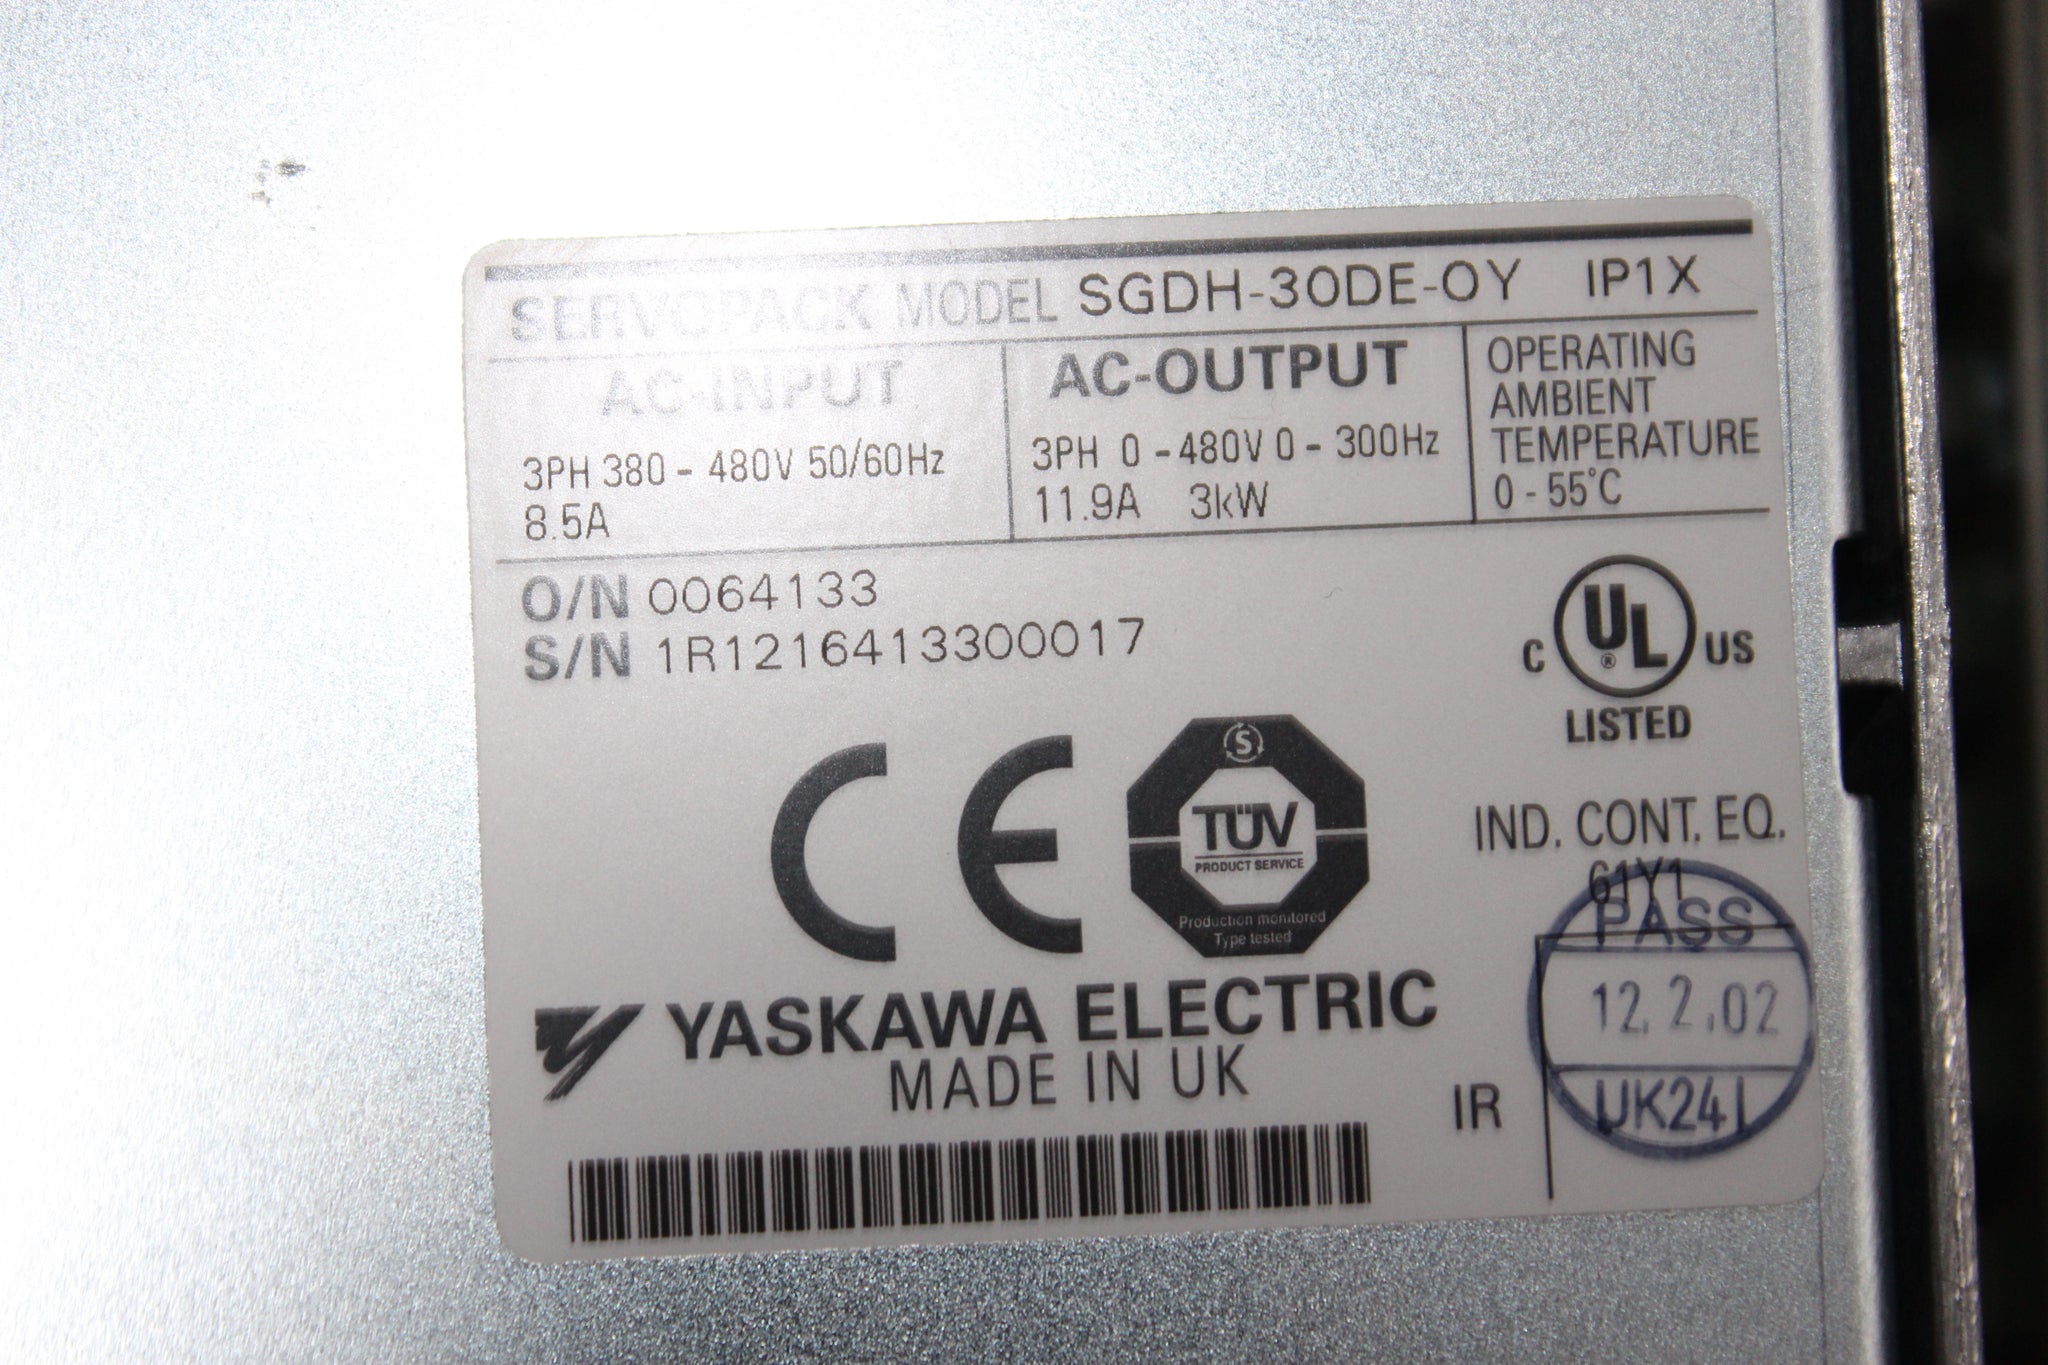 SERVOPACK MODEL SGDH-30DE-OY IP1X
AC-INPUT
3PH 380 - 480V 50/60Hz
8.5A
AC-OUTPUT
3PH 0 - 480V 0 - 300Hz
11.9A 3kW
OPERATING
AMBIENT
TEMPERATURE
0 - 55°C
O/N 0064133
S/N 1R1216413300017
C UL® US
LISTED
IND. CONT. EQ.
61Y1
CE
S
TÜV
PRODUCT SERVICE
Production monitored
Type tested
YASKAWA ELECTRIC
MADE IN UK
IR
PASS
12.2.02
UK241